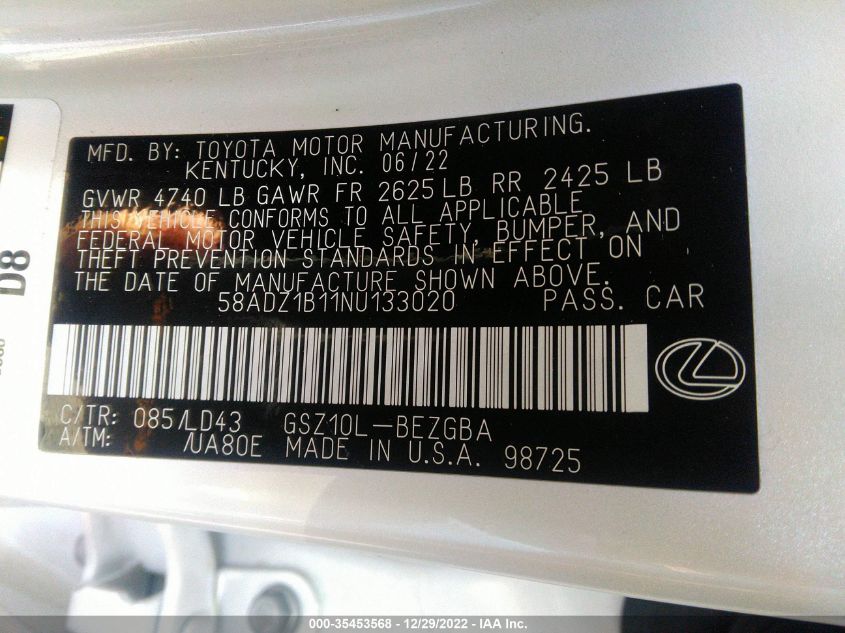 MFD. BY: TOYOTA MOTOR MANUFACTURING.
KENTUCKY, INC. 06/22
GVWR 4740 LB GAWR FR 2625 LB RR 2425 LB
THIS VEHICLE CONFORMS TO ALL APPLICABLE
FEDERAL MOTOR VEHICLE SAFETY, BUMPER, AND
THEFT PREVENTION STANDARDS IN EFFECT ON
THE DATE OF MANUFACTURE SHOWN ABOVE.
58ADZ1B11NU133020 PASS. CAR
C/TR: 085/LD43 GSZ10L-BEZGBA
A/TM: /UA80E MADE IN U.S.A. 98725
D8
000-35453568 - 12/29/2022 - IAA Inc.